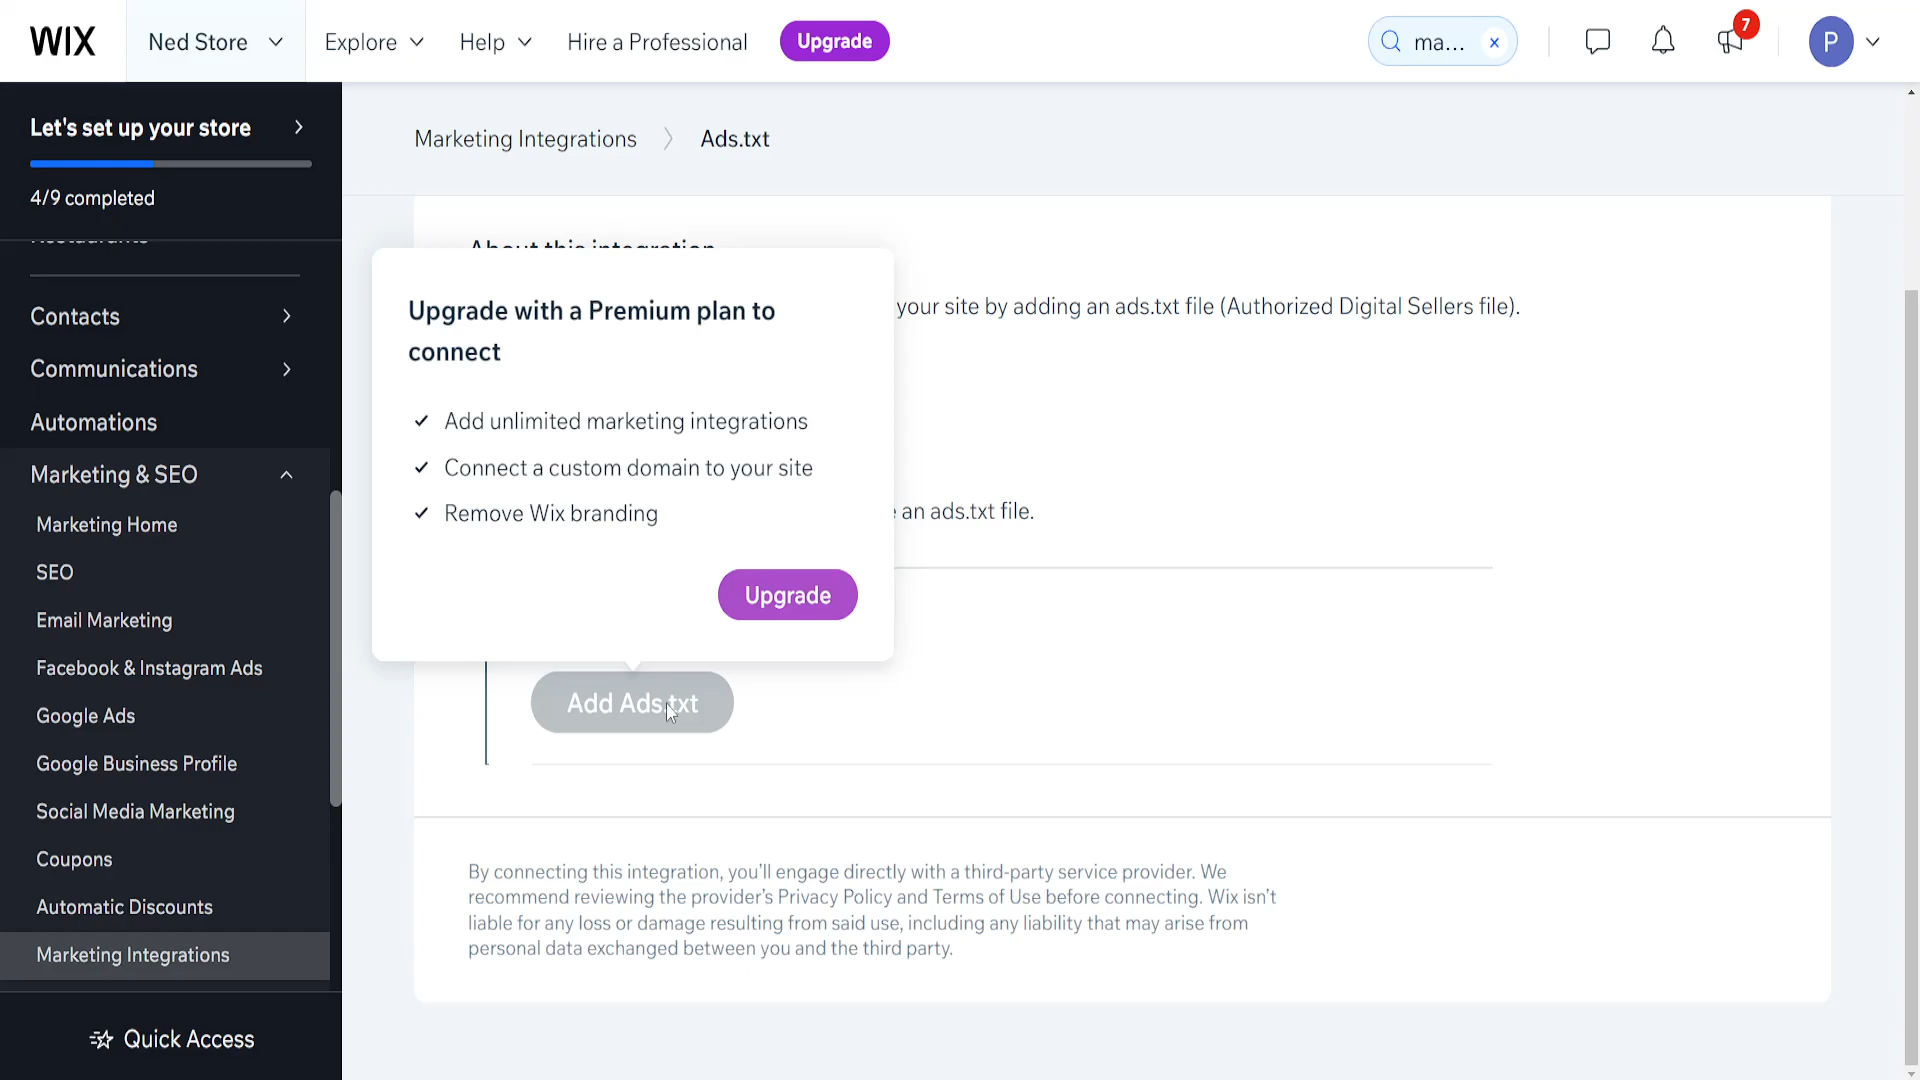 WIX
Ned Store
Explore
Help
Hire a Professional
Upgrade
ma...
7
P
Let's set up your store
4/9 completed
Contacts
Communications
Automations
Marketing & SEO
Marketing Home
SEO
Email Marketing
Facebook & Instagram Ads
Google Ads
Google Business Profile
Social Media Marketing
Coupons
Automatic Discounts
Marketing Integrations
Quick Access
Marketing Integrations
Ads.txt
About this integration
your site by adding an ads.txt file (Authorized Digital Sellers file).
Upgrade with a Premium plan to
connect
Add unlimited marketing integrations
Connect a custom domain to your site
Remove Wix branding
an ads.txt file.
Upgrade
Add Ads.txt
By connecting this integration, you'll engage directly with a third-party service provider. We
recommend reviewing the provider's Privacy Policy and Terms of Use before connecting. Wix isn't
liable for any loss or damage resulting from said use, including any liability that may arise from
personal data exchanged between you and the third party.